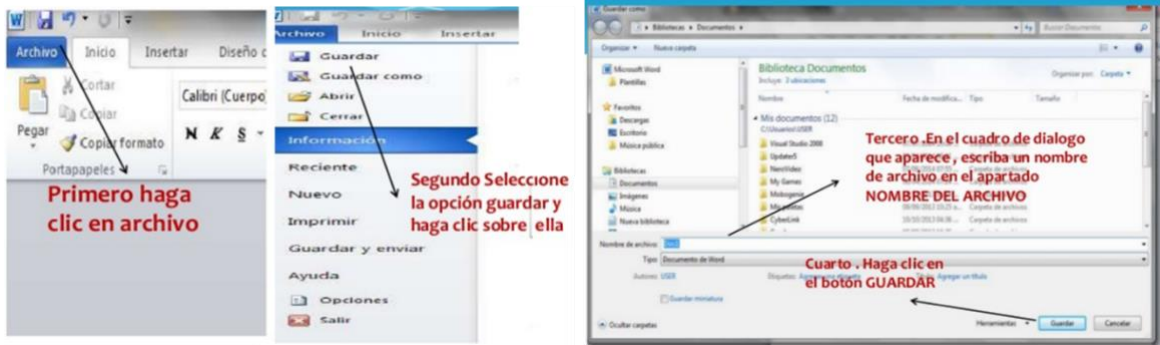 Archivo Inicio Insertar Diseño c
Cortar
Copiar
Pegar
Copiar formato
Portapapeles
Calibri (Cuerpo)
N K S
Primero haga
clic en archivo
Archivo Inicio Insertar
Guardar
Guardar como
Abrir
Cerrar
Información
Reciente
Nuevo
Imprimir
Guardar y enviar
Ayuda
Opciones
Salir
Segundo Seleccione
la opción guardar y
haga clic sobre ella
Guardar como
Bibliotecas Documentos
Buscar Documentos
Organizar Nueva carpeta
Microsoft Word
Plantillas
Favoritos
Descargas
Escritorio
Música pública
Bibliotecas
Documentos
Imágenes
Música
Nueva biblioteca
Biblioteca Documentos
Incluye: 3 ubicaciones
Organizar por: Carpeta
Nombre Fecha de modifica... Tipo Tamaño
Mis documentos (12)
Visual Studio 2008
Updater5
NeroVideo
My Games
Mobogenie
CyberLink
Carpeta de archivos
Tercero .En el cuadro de dialogo
que aparece , escriba un nombre
de archivo en el apartado
NOMBRE DEL ARCHIVO
Nombre de archivo:
Tipo: Documento de Word
Autores: USER
Etiquetas:
Título: Agregar un título
Cuarto . Haga clic en
el botón GUARDAR
Guardar miniatura
Ocultar carpetas
Herramientas Guardar Cancelar